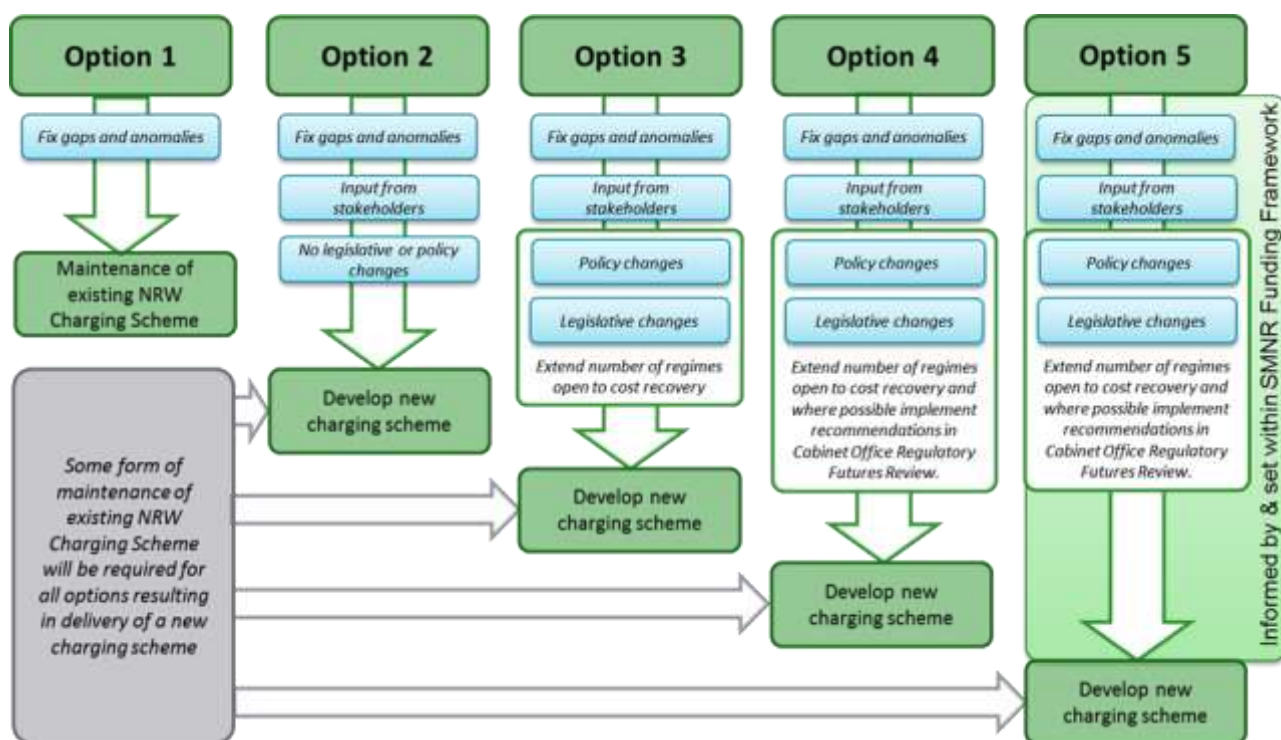 Option 1
Fix gaps and anomalies
Maintenance of
existing NRW
Charging Scheme
Some form of
maintenance of
existing NRW
Charging Scheme
will be required for
all options resulting
in delivery of a new
charging scheme
Option 2
Fix gaps and anomalies
Input from
stakeholders
No legislative or policy
changes
Develop new
charging scheme
Option 3
Fix gaps and anomalies
Input from
stakeholders
Policy changes
Legislative changes
Extend number of regimes
open to cost recovery
Develop new
charging scheme
Option 4
Fix gaps and anomalies
Input from
stakeholders
Policy changes
Legislative changes
Extend number of regimes
open to cost recovery and
where possible implement
recommendations in
Cabinet Office Regulatory
Futures Review.
Develop new
charging scheme
Option 5
Fix gaps and anomalies
Input from
stakeholders
Policy changes
Legislative changes
Extend number of regimes
open to cost recovery and
where possible implement
recommendations in
Cabinet Office Regulatory
Futures Review.
Develop new
charging scheme
Informed by & set within SMNR Funding Framework